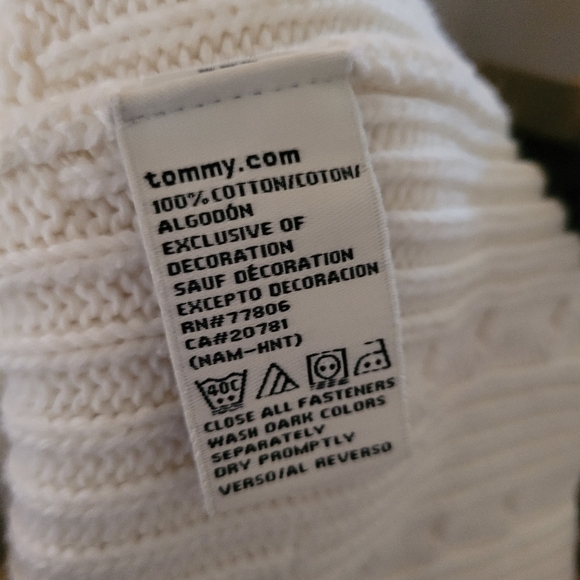 tommy.com
100% COTTON/COTON/
ALGODÓN
EXCLUSIVE OF
DECORATION
SAUF DÉCORATION
EXCEPTO DECORACION
RN#77806
CA#20781
(NAM-HNT)
40C
CLOSE ALL FASTENERS
WASH DARK COLORS
SEPARATELY
DRY PROMPTLY
VERSO/AL REVERSO